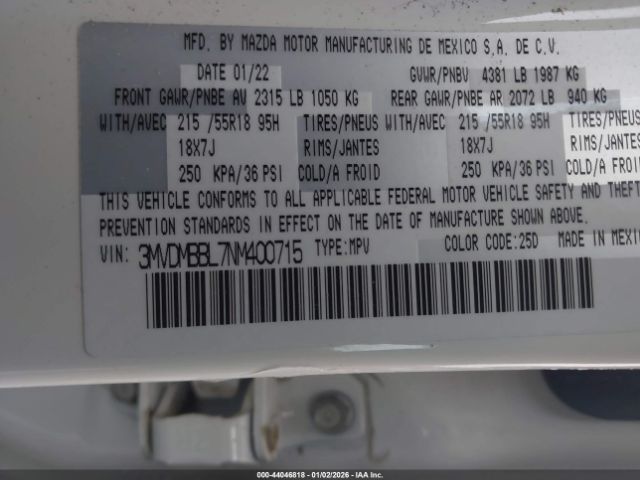 MFD. BY MAZDA MOTOR MANUFACTURING DE MEXICO S,A. DE C.V.
DATE 01/22 GVWR/PNBV 4381 LB 1987 KG
FRONT GAWR/PNBE AV 2315 LB 1050 KG REAR GAWR/PNBE AR 2072 LB 940 KG
WITH/AVEC 215 /55R18 95H TIRES/PNEUS WITH/AVEC 215 /55R18 95H TIRES/PNEUS
18X7J RIMS/JANTES 18X7J RIMS/JANTES
250 KPA/36 PSI COLD/A FROID 250 KPA/36 PSI COLD/A FROID
THIS VEHICLE CONFORMS TO ALL APPLICABLE FEDERAL MOTOR VEHICLE SAFETY AND THEFT
PREVENTION STANDARDS IN EFFECT ON THE DATE OF MANUFACTURE SHOWN ABOVE.
VIN: 3MVDMBBL7NM400715 TYPE:MPV COLOR CODE:25D MADE IN MEXICO
000-44046818 - 01/02/2026 - IAA Inc.